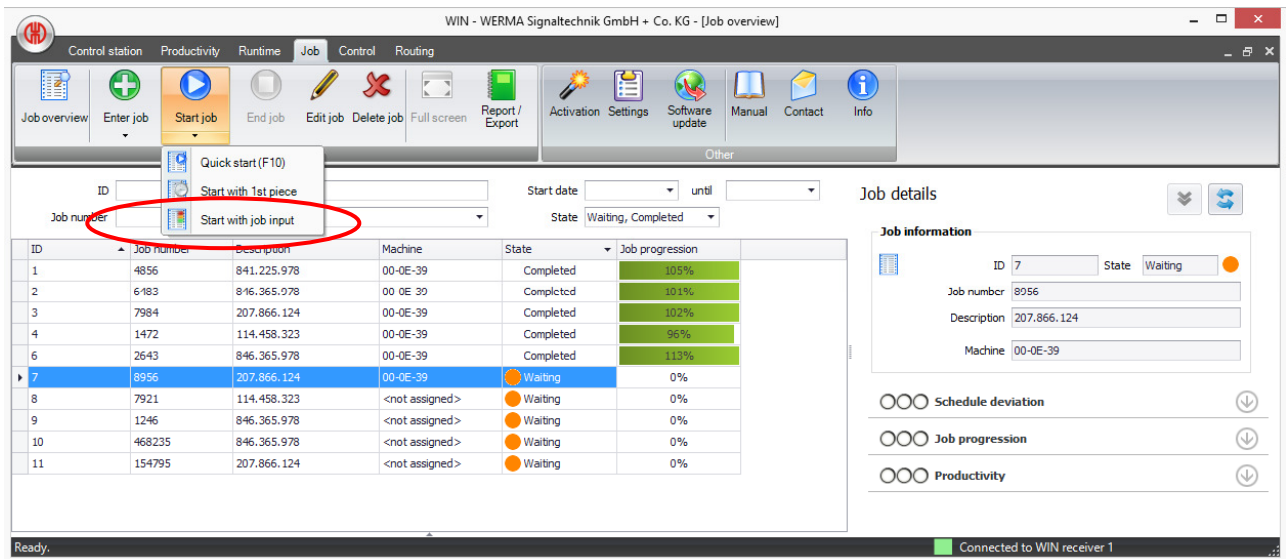 WIN - WERMA Signaltechnik GmbH + Co. KG - [Job overview]
Control station Productivity Runtime Job Control Routing
Job overview Enter job Start job End job Edit job Delete job Full screen Report / Export Activation Settings Software update Manual Contact Info
Other
Quick start (F10)
Start with 1st piece
Start with job input
ID Start date until
Job number State Waiting, Completed
ID Job number Description Machine State Job progression
1 4856 841.225.978 00-0E-39 Completed 105%
2 6483 846.365.978 00-0E-39 Completed 101%
3 7984 207.866.124 00-0E-39 Completed 102%
4 1472 114.458.323 00-0E-39 Completed 96%
6 2643 846.365.978 00-0E-39 Completed 113%
7 8956 207.866.124 00-0E-39 Waiting 0%
8 7921 114.458.323 <not assigned> Waiting 0%
9 1246 846.365.978 <not assigned> Waiting 0%
10 468235 846.365.978 <not assigned> Waiting 0%
11 154795 207.866.124 <not assigned> Waiting 0%
Job details
Job information
ID 7 State Waiting
Job number 8956
Description 207.866.124
Machine 00-0E-39
Schedule deviation
Job progression
Productivity
Ready. Connected to WIN receiver 1